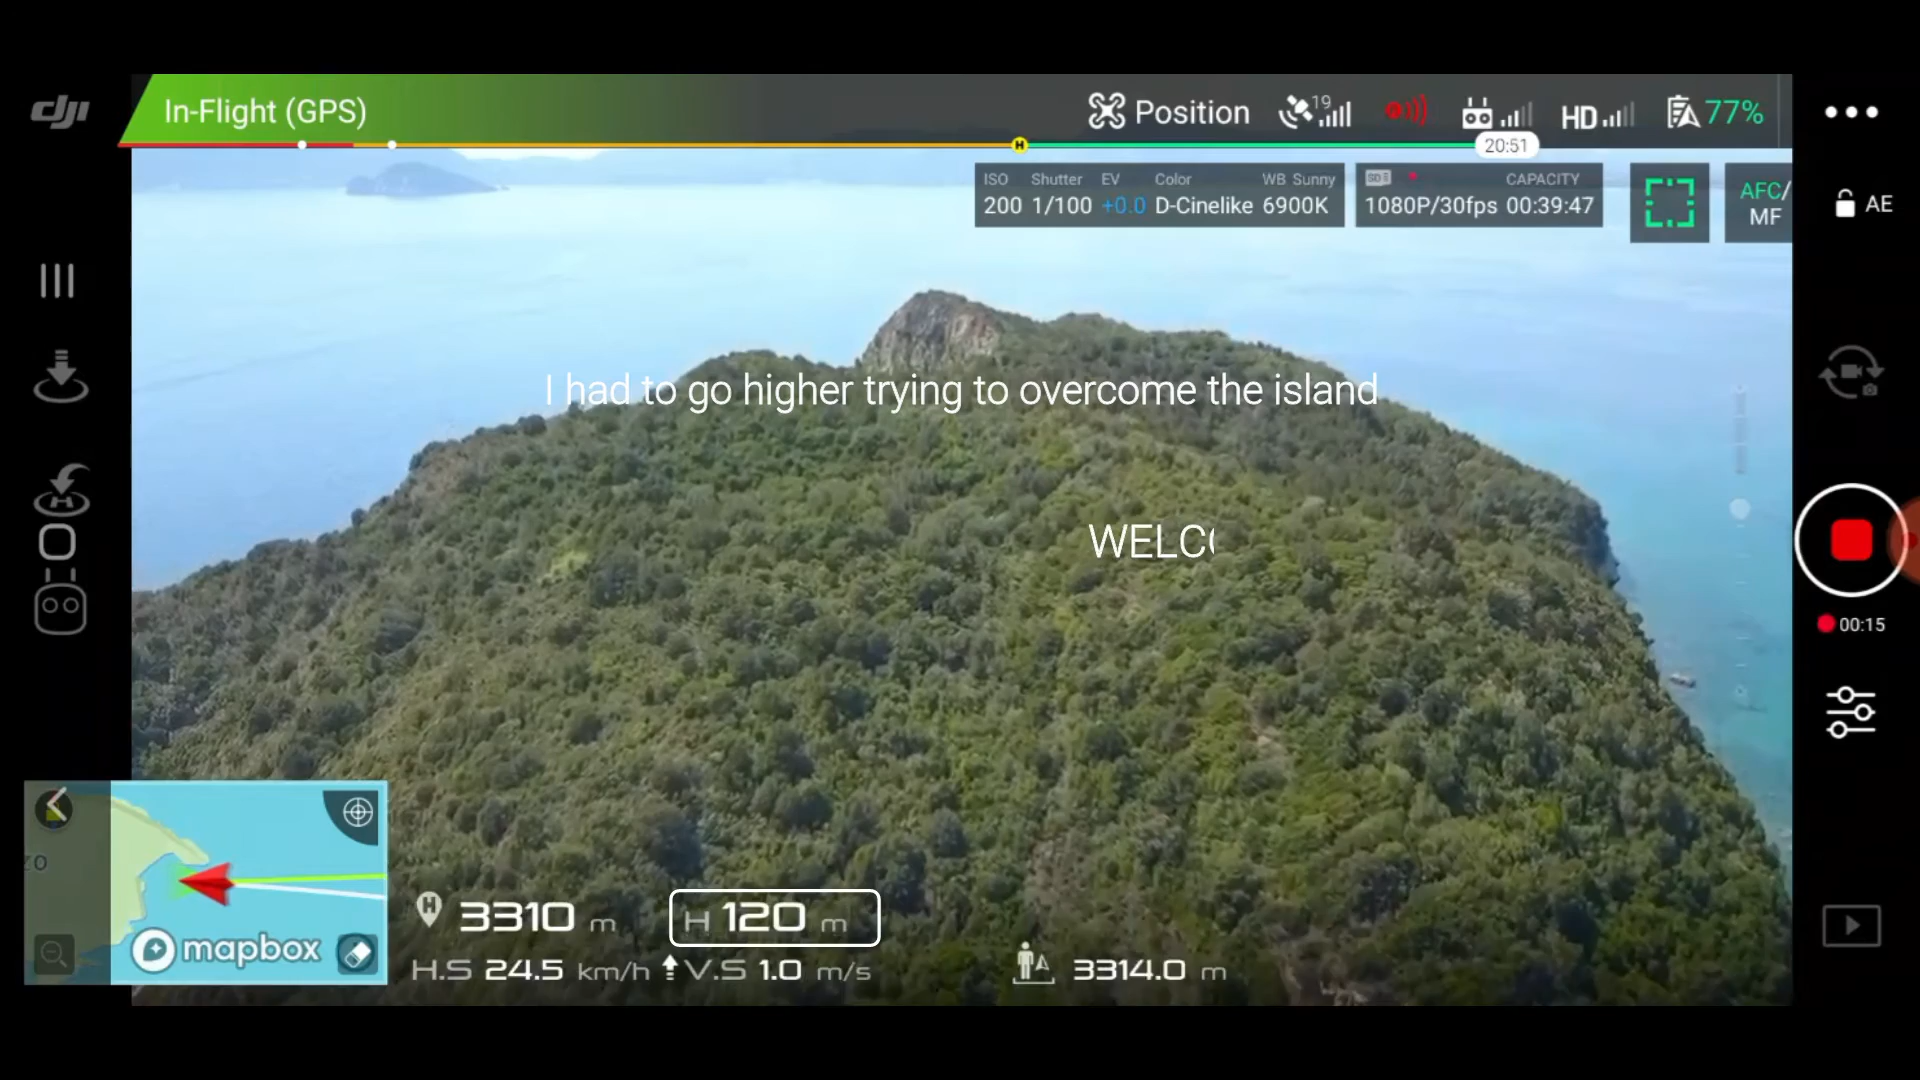 dji
In-Flight (GPS)
Position
19
HD
77%
20:51
ISO Shutter EV Color WB Sunny
200 1/100 +0.0 D-Cinelike 6900K
CAPACITY
1080P/30fps 00:39:47
AFC/
MF
AE
I had to go higher trying to overcome the island
WELC
00:15
mapbox
H 3310 m
H 120 m
H.S 24.5 km/h V.S 1.0 m/s
3314.0 m